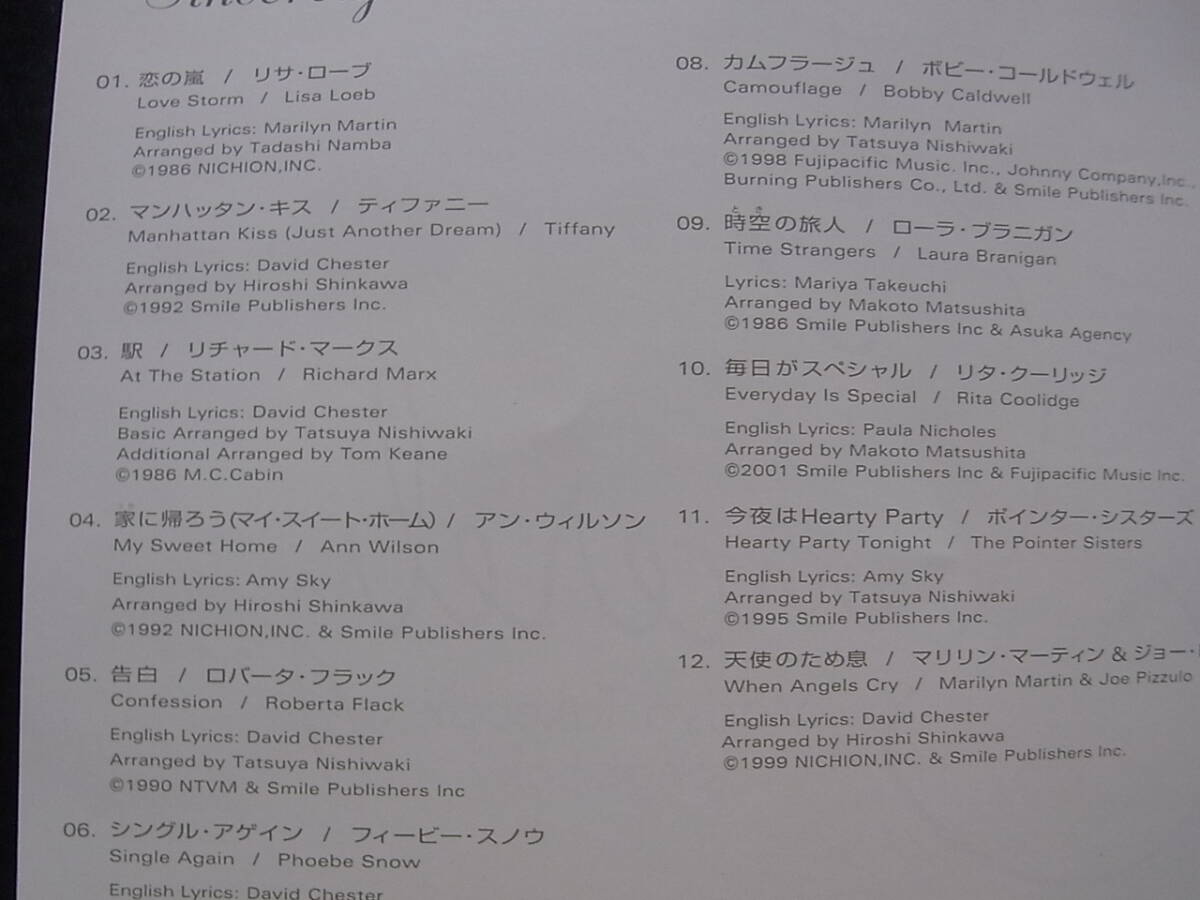 Sincerely
01. 恋の嵐 / リサ・ローブ
Love Storm / Lisa Loeb
English Lyrics: Marilyn Martin
Arranged by Tadashi Namba
©1986 NICHION,INC.
02. マンハッタン・キス / ティファニー
Manhattan Kiss (Just Another Dream) / Tiffany
English Lyrics: David Chester
Arranged by Hiroshi Shinkawa
©1992 Smile Publishers Inc.
03. 駅 / リチャード・マークス
At The Station / Richard Marx
English Lyrics: David Chester
Basic Arranged by Tatsuya Nishiwaki
Additional Arranged by Tom Keane
©1986 M.C.Cabin
04. 家に帰ろう(マイ・スイート・ホーム) / アン・ウィルソン
My Sweet Home / Ann Wilson
English Lyrics: Amy Sky
Arranged by Hiroshi Shinkawa
©1992 NICHION,INC. & Smile Publishers Inc.
05. 告白 / ロバータ・フラック
Confession / Roberta Flack
English Lyrics: David Chester
Arranged by Tatsuya Nishiwaki
©1990 NTVM & Smile Publishers Inc
06. シングル・アゲイン / フィービー・スノウ
Single Again / Phoebe Snow
English Lyrics: David Chester
08. カムフラージュ / ボビー・コールドウェル
Camouflage / Bobby Caldwell
English Lyrics: Marilyn Martin
Arranged by Tatsuya Nishiwaki
©1998 Fujipacific Music. Inc., Johnny Company,Inc.,
Burning Publishers Co., Ltd. & Smile Publishers Inc.
とき
09. 時空の旅人 / ローラ・ブラニガン
Time Strangers / Laura Branigan
Lyrics: Mariya Takeuchi
Arranged by Makoto Matsushita
©1986 Smile Publishers Inc & Asuka Agency
10. 毎日がスペシャル / リタ・クーリッジ
Everyday Is Special / Rita Coolidge
English Lyrics: Paula Nicholes
Arranged by Makoto Matsushita
©2001 Smile Publishers Inc & Fujipacific Music Inc.
11. 今夜はHearty Party / ポインター・シスターズ
Hearty Party Tonight / The Pointer Sisters
English Lyrics: Amy Sky
Arranged by Tatsuya Nishiwaki
©1995 Smile Publishers Inc.
12. 天使のため息 / マリリン・マーティン & ジョー・
When Angels Cry / Marilyn Martin & Joe Pizzulo
English Lyrics: David Chester
Arranged by Hiroshi Shinkawa
©1999 NICHION,INC. & Smile Publishers Inc.